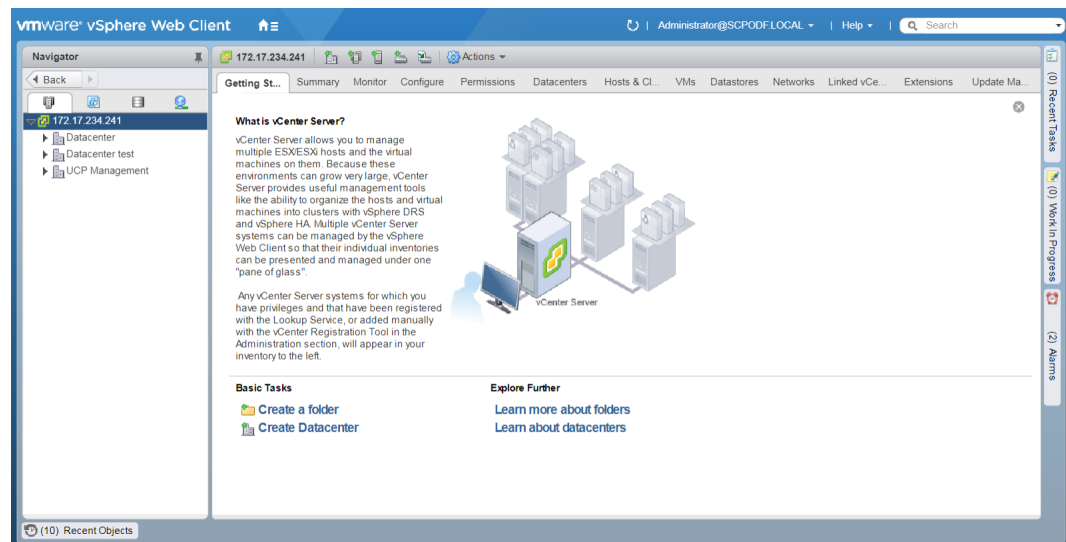 vmware® vSphere Web Client
Administrator@SCPODF.LOCAL | Help | Search
Navigator
Back
172.17.234.241
Datacenter
Datacenter test
UCP Management
172.17.234.241 Actions
Getting St... Summary Monitor Configure Permissions Datacenters Hosts & Cl... VMs Datastores Networks Linked vCe... Extensions Update Ma...
What is vCenter Server?
vCenter Server allows you to manage
multiple ESX/ESXi hosts and the virtual
machines on them. Because these
environments can grow very large, vCenter
Server provides useful management tools
like the ability to organize the hosts and virtual
machines into clusters with vSphere DRS
and vSphere HA. Multiple vCenter Server
systems can be managed by the vSphere
Web Client so that their individual inventories
can be presented and managed under one
"pane of glass".
Any vCenter Server systems for which you
have privileges and that have been registered
with the Lookup Service, or added manually
with the vCenter Registration Tool in the
Administration section, will appear in your
inventory to the left.
vCenter Server
Basic Tasks
Create a folder
Create Datacenter
Explore Further
Learn more about folders
Learn about datacenters
(0) Recent Tasks
(0) Work In Progress
(2) Alarms
(10) Recent Objects